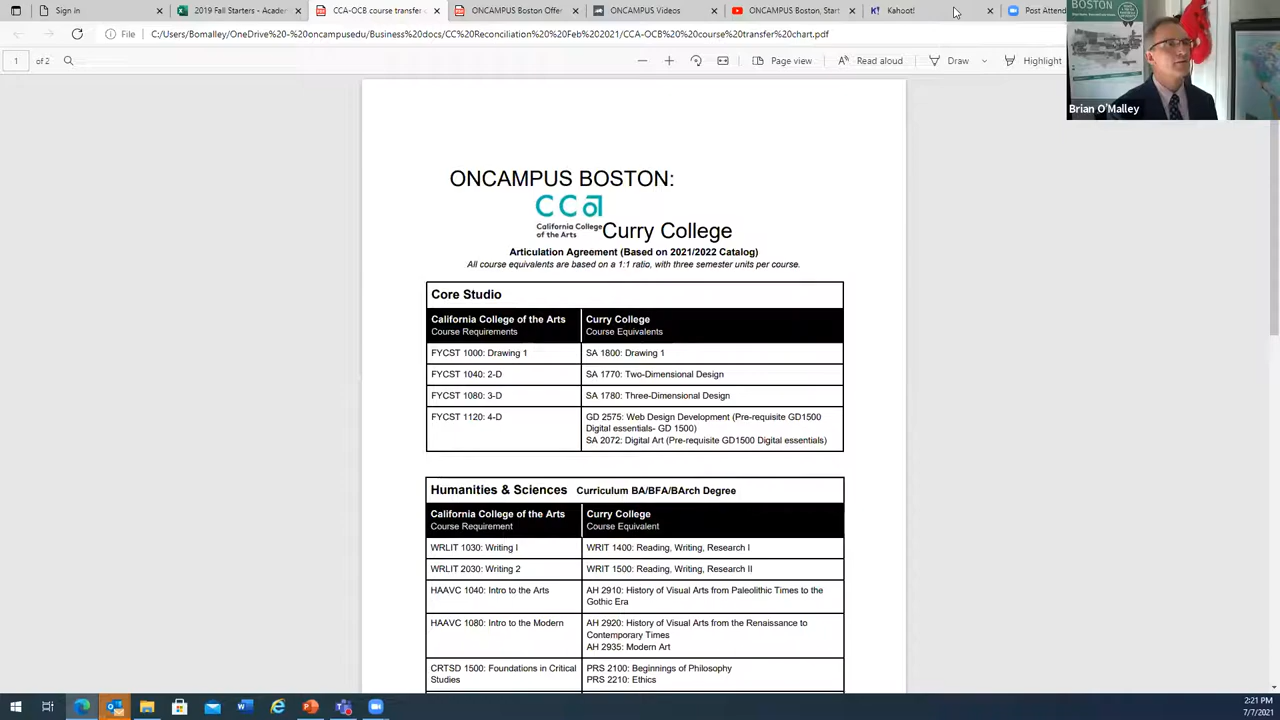 Sign in
2019 Fall Starters - Acade
CCA-OCB course transfer
ONCAMPUS Boston Offer
ONCAMPUS Videos
ONCAMPUS Boston, Start
Kahoot!
Post Attend
File
C:/Users/Bomalley/OneDrive%20-%20oncampusedu/Business%20docs/CC%20Reconciliation%20%20Feb%202021/CCA-OCB%20%20course%20transfer%20chart.pdf
1 of 2
Page view
Read aloud
Draw
Highlight
BOSTON
Brian O'Malley
ONCAMPUS BOSTON:
CCa
California College
of the Arts
Curry College
Articulation Agreement (Based on 2021/2022 Catalog)
All course equivalents are based on a 1:1 ratio, with three semester units per course.
Core Studio
California College of the Arts
Course Requirements
Curry College
Course Equivalents
FYCST 1000: Drawing 1
SA 1800: Drawing 1
FYCST 1040: 2-D
SA 1770: Two-Dimensional Design
FYCST 1080: 3-D
SA 1780: Three-Dimensional Design
FYCST 1120: 4-D
GD 2575: Web Design Development (Pre-requisite GD1500
Digital essentials- GD 1500)
SA 2072: Digital Art (Pre-requisite GD1500 Digital essentials)
Humanities & Sciences Curriculum BA/BFA/BArch Degree
California College of the Arts
Course Requirement
Curry College
Course Equivalent
WRLIT 1030: Writing I
WRIT 1400: Reading, Writing, Research I
WRLIT 2030: Writing 2
WRIT 1500: Reading, Writing, Research II
HAAVC 1040: Intro to the Arts
AH 2910: History of Visual Arts from Paleolithic Times to the
Gothic Era
HAAVC 1080: Intro to the Modern
AH 2920: History of Visual Arts from the Renaissance to
Contemporary Times
AH 2935: Modern Art
CRTSD 1500: Foundations in Critical
Studies
PRS 2100: Beginnings of Philosophy
PRS 2210: Ethics
2:21 PM
7/7/2021